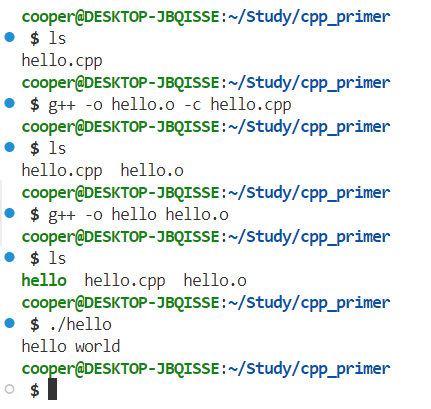 cooper@DESKTOP-JBQISSE:~/Study/cpp_primer
$ ls
hello.cpp
cooper@DESKTOP-JBQISSE:~/Study/cpp_primer
$ g++ -o hello.o -c hello.cpp
cooper@DESKTOP-JBQISSE:~/Study/cpp_primer
$ ls
hello.cpp  hello.o
cooper@DESKTOP-JBQISSE:~/Study/cpp_primer
$ g++ -o hello hello.o
cooper@DESKTOP-JBQISSE:~/Study/cpp_primer
$ ls
hello  hello.cpp  hello.o
cooper@DESKTOP-JBQISSE:~/Study/cpp_primer
$ ./hello
hello world
cooper@DESKTOP-JBQISSE:~/Study/cpp_primer
$